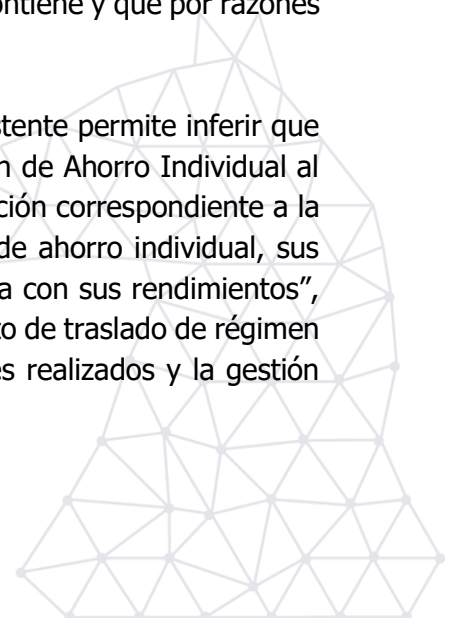 ontiene y que por razones
stente permite inferir que
n de Ahorro Individual al
ción correspondiente a la
de ahorro individual, sus
a con sus rendimientos”,
to de traslado de régimen
s realizados y la gestión